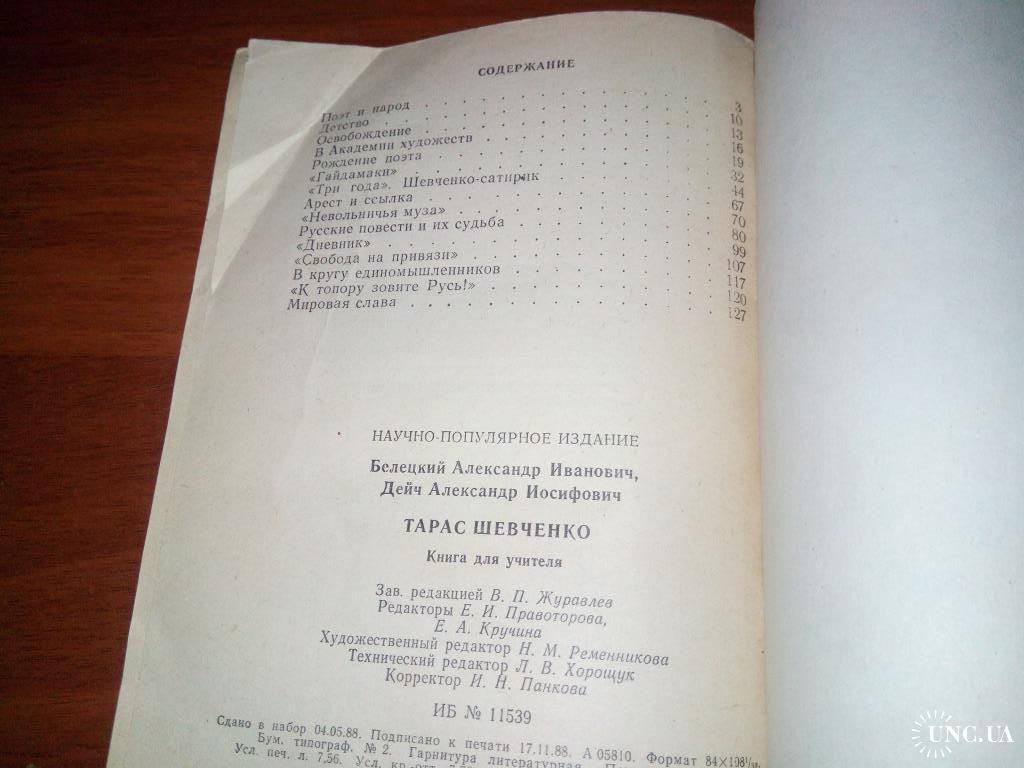 СОДЕРЖАНИЕ
Поэт и народ . . . . . . . . . . 3
Детство . . . . . . . . . . 10
Освобождение . . . . . . . . . . 13
В Академии художеств . . . . . . . . . . 16
Рождение поэта . . . . . . . . . . 19
«Гайдамаки» . . . . . . . . . . 32
«Три года». Шевченко-сатирик . . . . . . . . 44
Арест и ссылка . . . . . . . . . . 67
«Невольничья муза» . . . . . . . . . . 70
Русские повести и их судьба . . . . . . . . 80
«Дневник» . . . . . . . . . . 99
«Свобода на привязи» . . . . . . . . . . 107
В кругу единомышленников . . . . . . . . 117
«К топору зовите Русь!» . . . . . . . . . . 120
Мировая слава . . . . . . . . . . 127
НАУЧНО-ПОПУЛЯРНОЕ ИЗДАНИЕ
Белецкий Александр Иванович,
Дейч Александр Иосифович
ТАРАС ШЕВЧЕНКО
Книга для учителя
Зав. редакцией В. П. Журавлев
Редакторы Е. И. Правоторова,
Е. А. Кручина
Художественный редактор Н. М. Ременникова
Технический редактор Л. В. Хорощук
Корректор И. Н. Панкова
ИБ № 11539
Сдано в набор 04.05.88. Подписано к печати 17.11.88. А 05810. Формат 84×108¹/
Бум. типограф. № 2. Гарнитура литературная.
Усл. печ. л. 7,56. Усл. кр.-отт.
UNC.UA